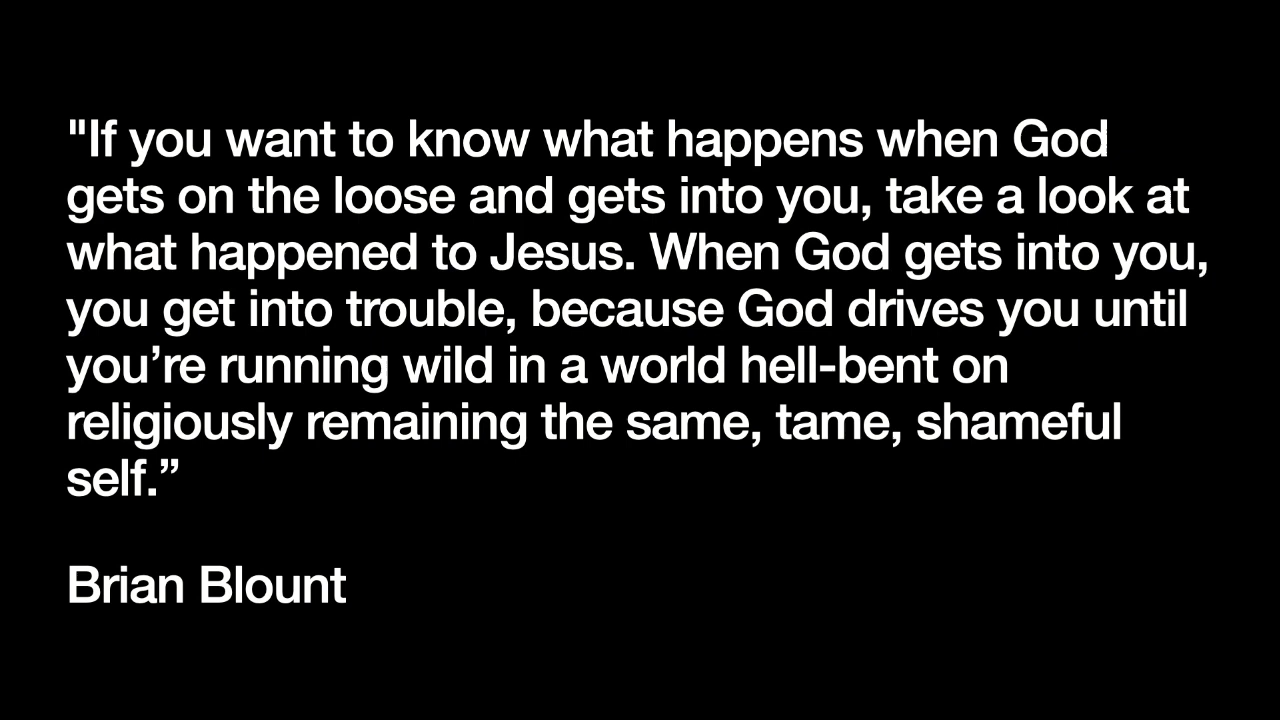 "If you want to know what happens when God
gets on the loose and gets into you, take a look at
what happened to Jesus. When God gets into you,
you get into trouble, because God drives you until
you’re running wild in a world hell-bent on
religiously remaining the same, tame, shameful
self.”
Brian Blount